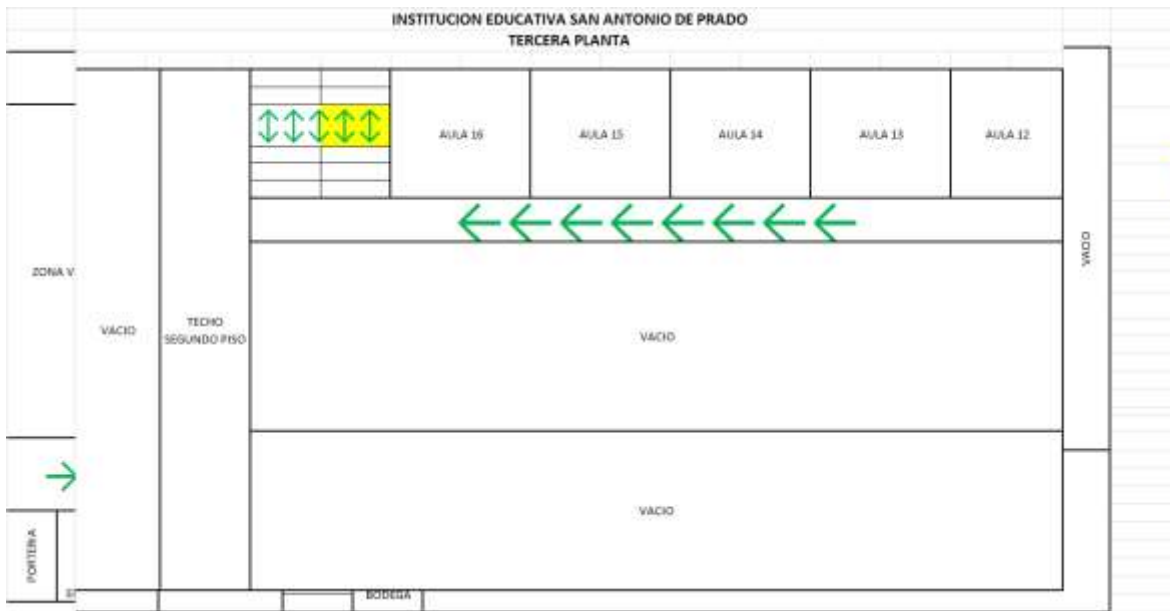 INSTITUCION EDUCATIVA SAN ANTONIO DE PRADO
TERCERA PLANTA
AULA 16
AULA 15
AULA 14
AULA 13
AULA 12
VACIO
ZONA V
VACIO
TECHO
SEGUNDO PISO
VACIO
VACIO
PORTERIA
BODEGA